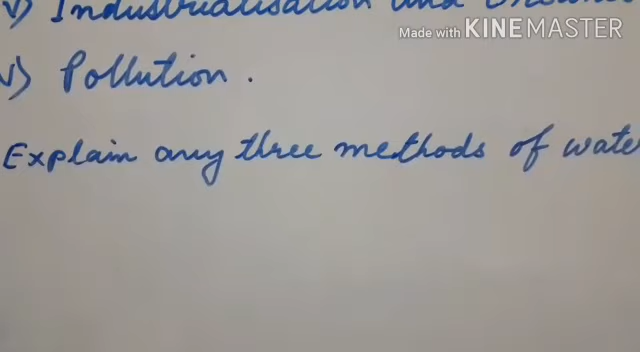 v) Industrialisation and
Made with KINEMASTER
v) Pollution.
Explain any three methods of wate